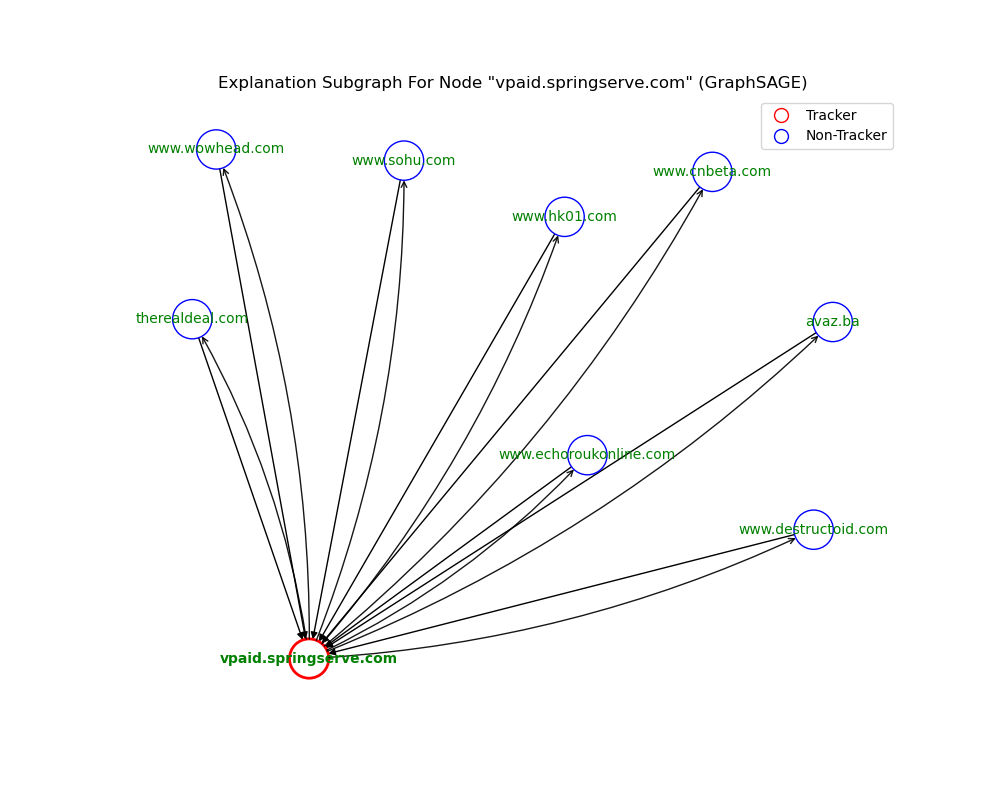 Explanation Subgraph For Node "vpaid.springserve.com" (GraphSAGE)
Tracker
Non-Tracker
www.wowhead.com
www.sohu.com
www.cnbeta.com
www.hk01.com
therealdeal.com
avaz.ba
www.echoroukonline.com
www.destructoid.com
vpaid.springserve.com